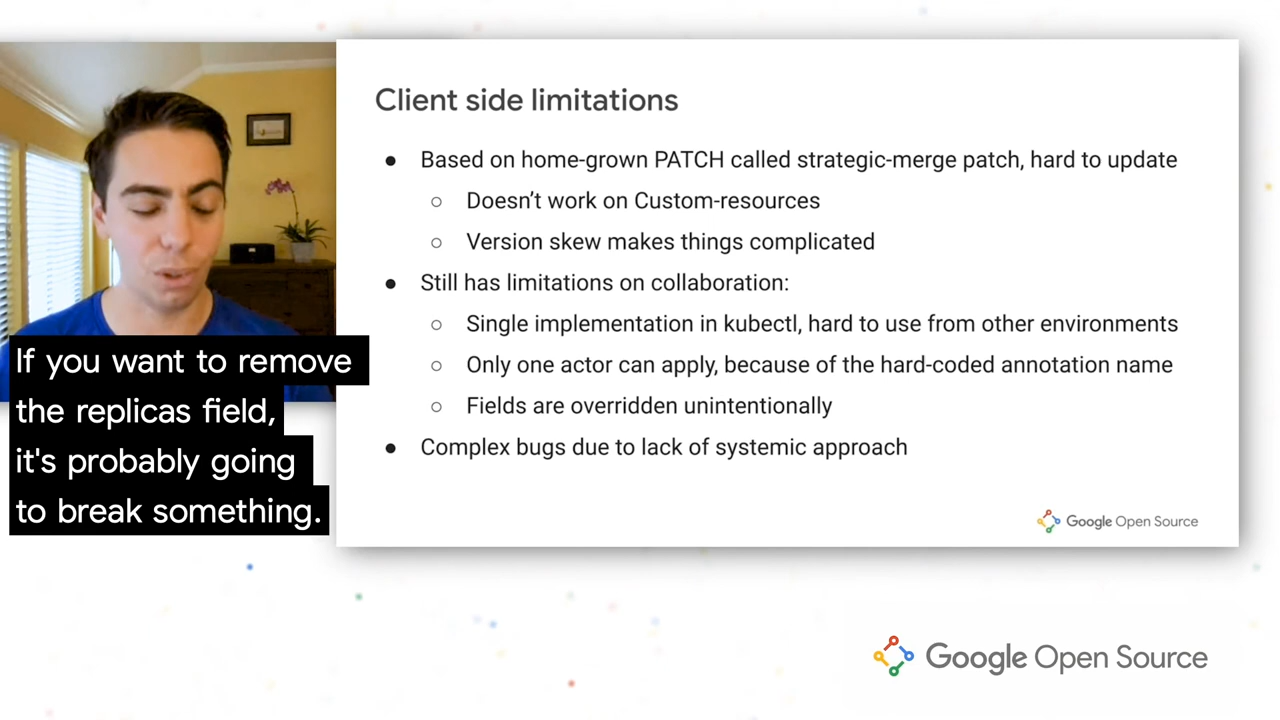 Client side limitations
● Based on home-grown PATCH called strategic-merge patch, hard to update
○ Doesn't work on Custom-resources
○ Version skew makes things complicated
● Still has limitations on collaboration:
○ Single implementation in kubectl, hard to use from other environments
○ Only one actor can apply, because of the hard-coded annotation name
○ Fields are overridden unintentionally
● Complex bugs due to lack of systemic approach
Google Open Source
If you want to remove
the replicas field,
it's probably going
to break something.
Google Open Source